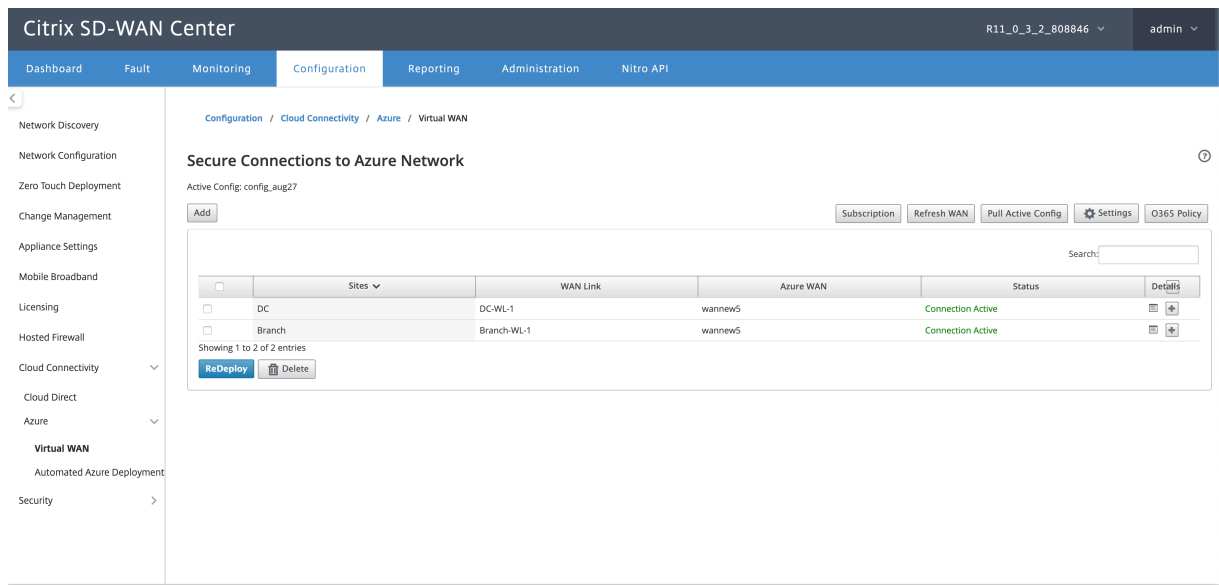 Citrix SD-WAN Center
R11_0_3_2_808846
admin
Dashboard Fault Monitoring Configuration Reporting Administration Nitro API
Network Discovery
Network Configuration
Zero Touch Deployment
Change Management
Appliance Settings
Mobile Broadband
Licensing
Hosted Firewall
Cloud Connectivity
Cloud Direct
Azure
Virtual WAN
Automated Azure Deployment
Security
Configuration / Cloud Connectivity / Azure / Virtual WAN
Secure Connections to Azure Network
Active Config: config_aug27
Add Subscription Refresh WAN Pull Active Config Settings O365 Policy
Search:
Sites WAN Link Azure WAN Status Details
DC DC-WL-1 wannew5 Connection Active
Branch Branch-WL-1 wannew5 Connection Active
Showing 1 to 2 of 2 entries
ReDeploy Delete